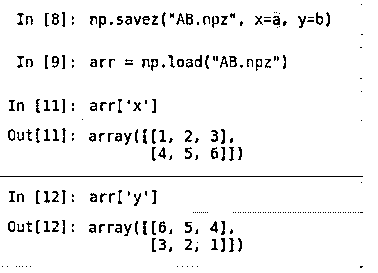 In [8]: np.savez("AB.npz", x=a, y=b)
In [9]: arr = np.load("AB.npz")
In [11]: arr['x']
Out[11]: array([[1, 2, 3],
[4, 5, 6]])
In [12]: arr['y']
Out[12]: array([[6, 5, 4],
[3, 2, 1]])